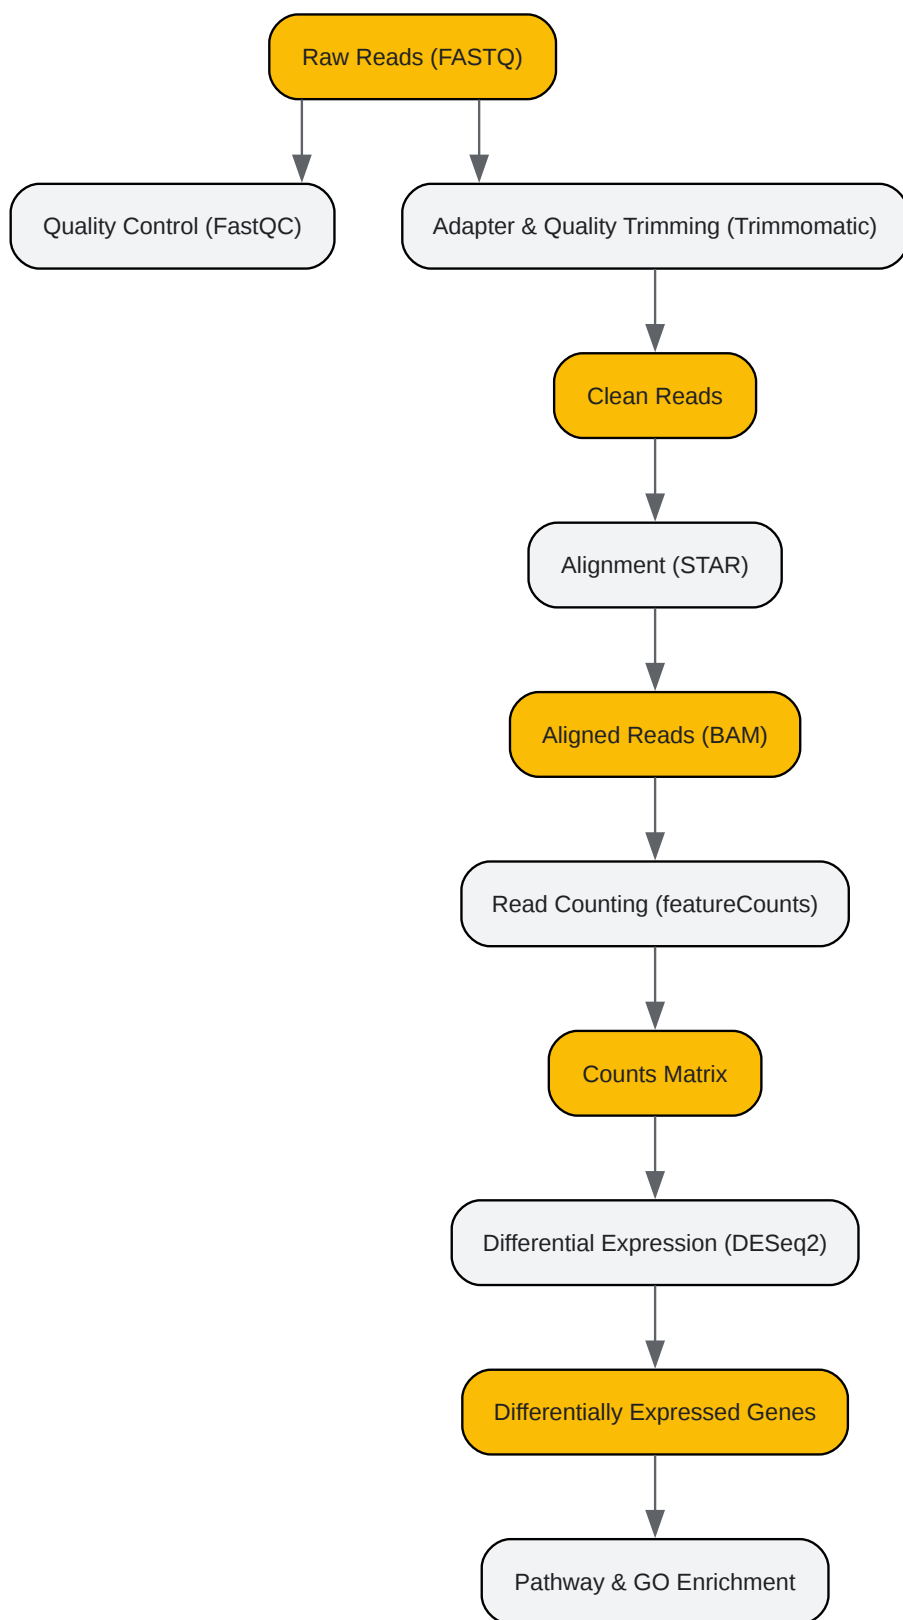 Raw Reads (FASTQ)
Quality Control (FastQC)
Adapter & Quality Trimming (Trimmomatic)
Clean Reads
Alignment (STAR)
Aligned Reads (BAM)
Read Counting (featureCounts)
Counts Matrix
Differential Expression (DESeq2)
Differentially Expressed Genes
Pathway & GO Enrichment